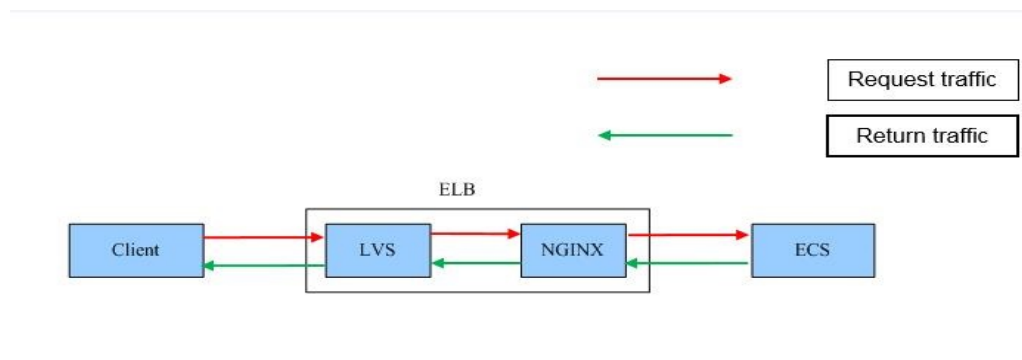 Request traffic
Return traffic
ELB
Client
LVS
NGINX
ECS